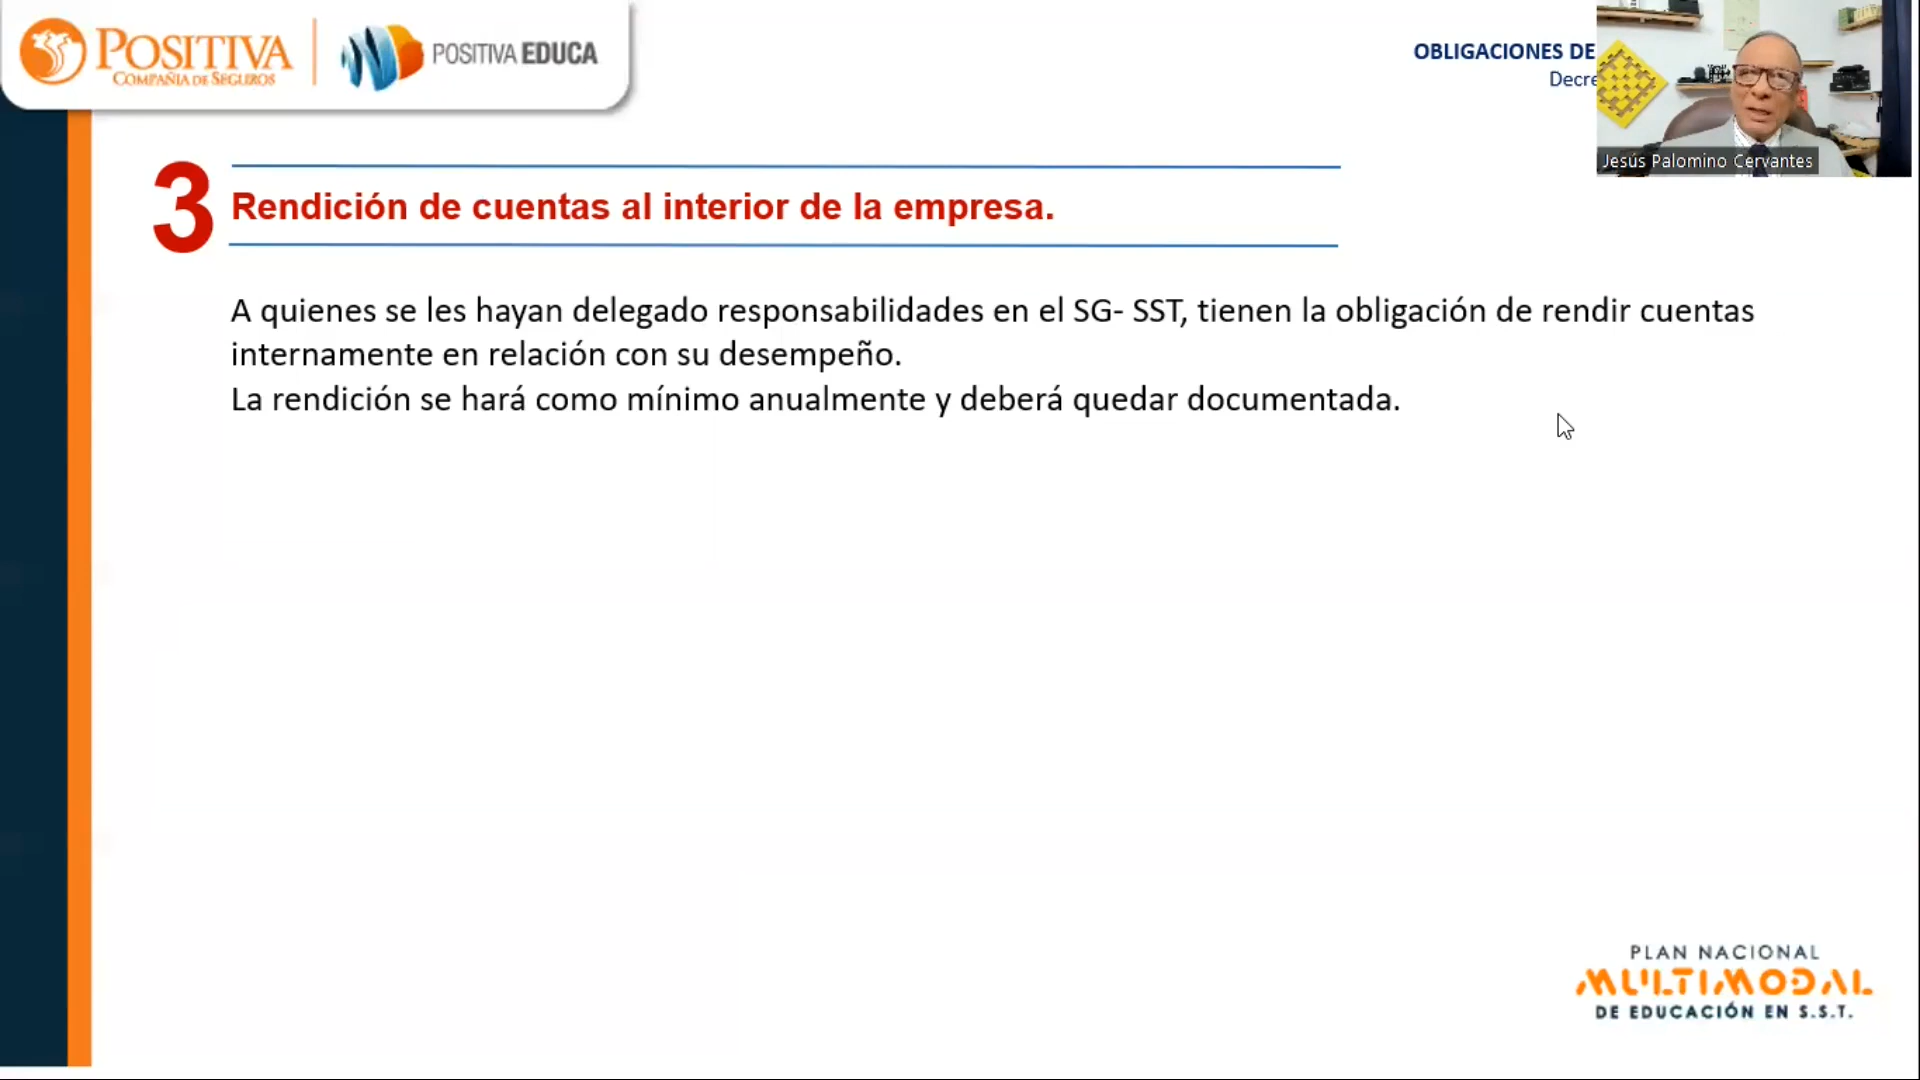 POSITIVA
COMPAÑIA DE SEGUROS
POSITIVA EDUCA
OBLIGACIONES DE
Jesús Palomino Cervantes
3
Rendición de cuentas al interior de la empresa.
A quienes se les hayan delegado responsabilidades en el SG- SST, tienen la obligación de rendir cuentas
internamente en relación con su desempeño.
La rendición se hará como mínimo anualmente y deberá quedar documentada.
PLAN NACIONAL
MULTIMODAL
DE EDUCACIÓN EN S.S.T.